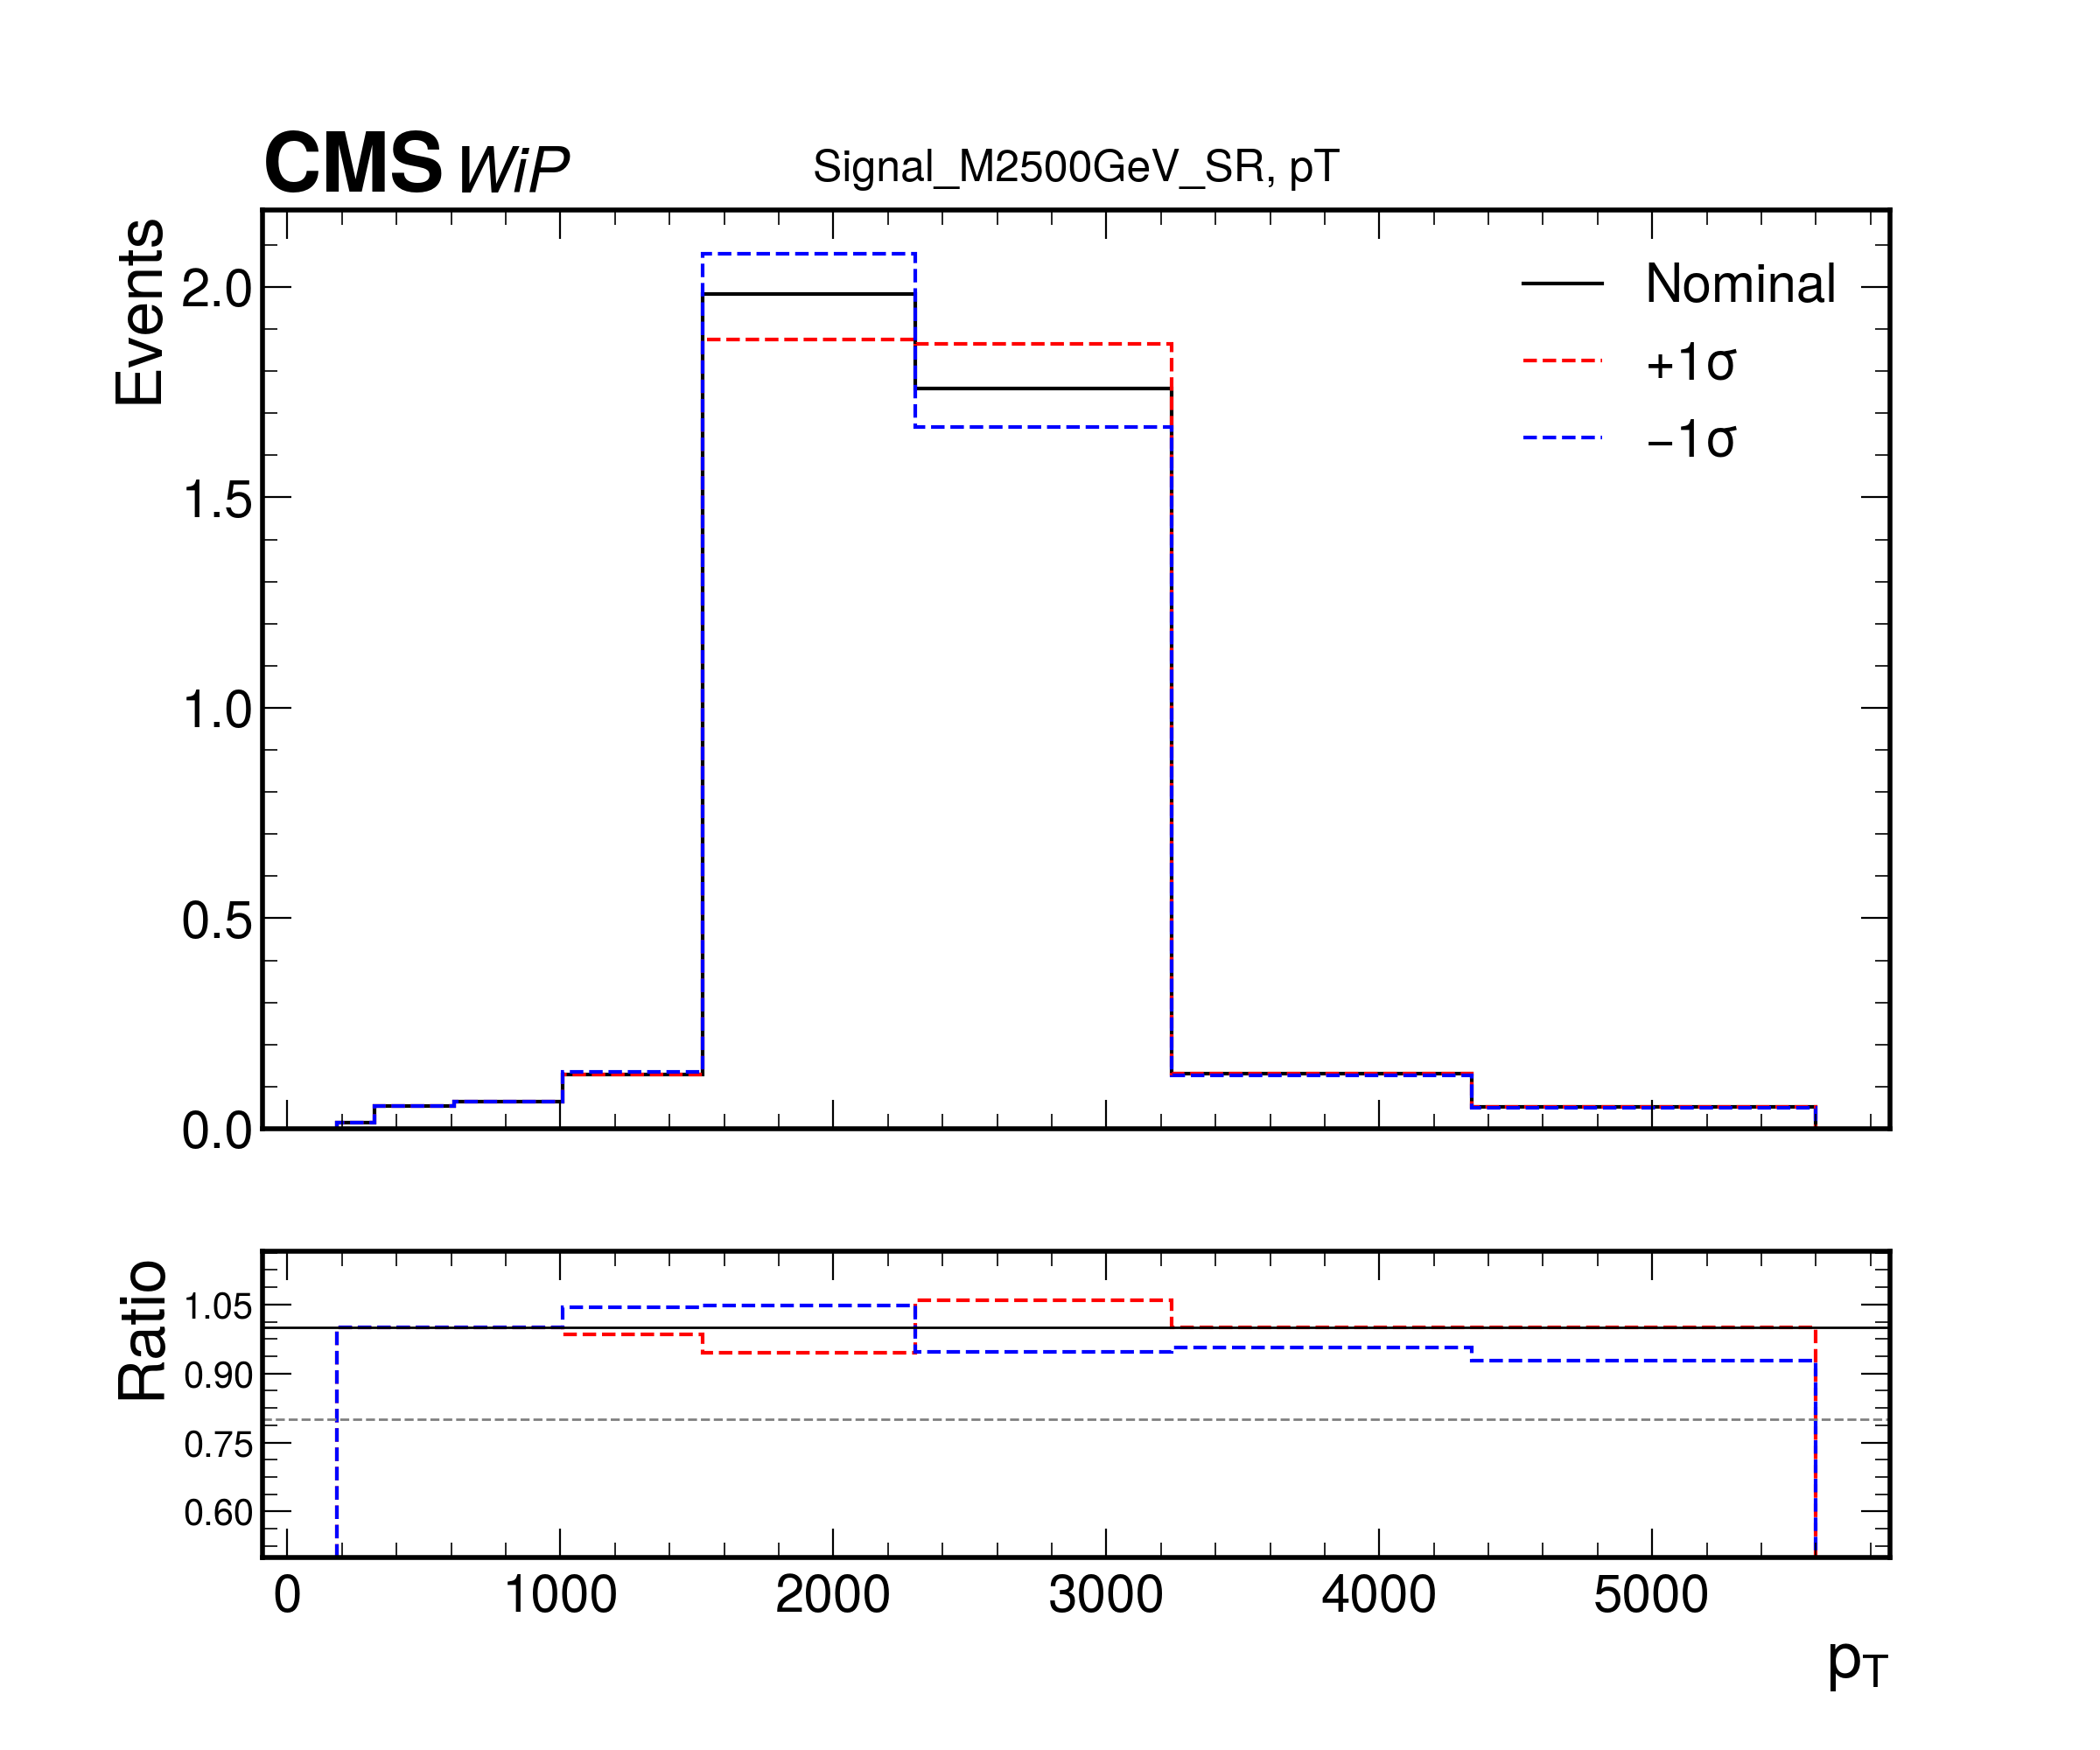 CMS WiP
Signal_M2500GeV_SR, pT
Events
2.0
1.5
1.0
0.5
0.0
Nominal
+1σ
−1σ
Ratio
1.05
0.90
0.75
0.60
0 1000 2000 3000 4000 5000
pT